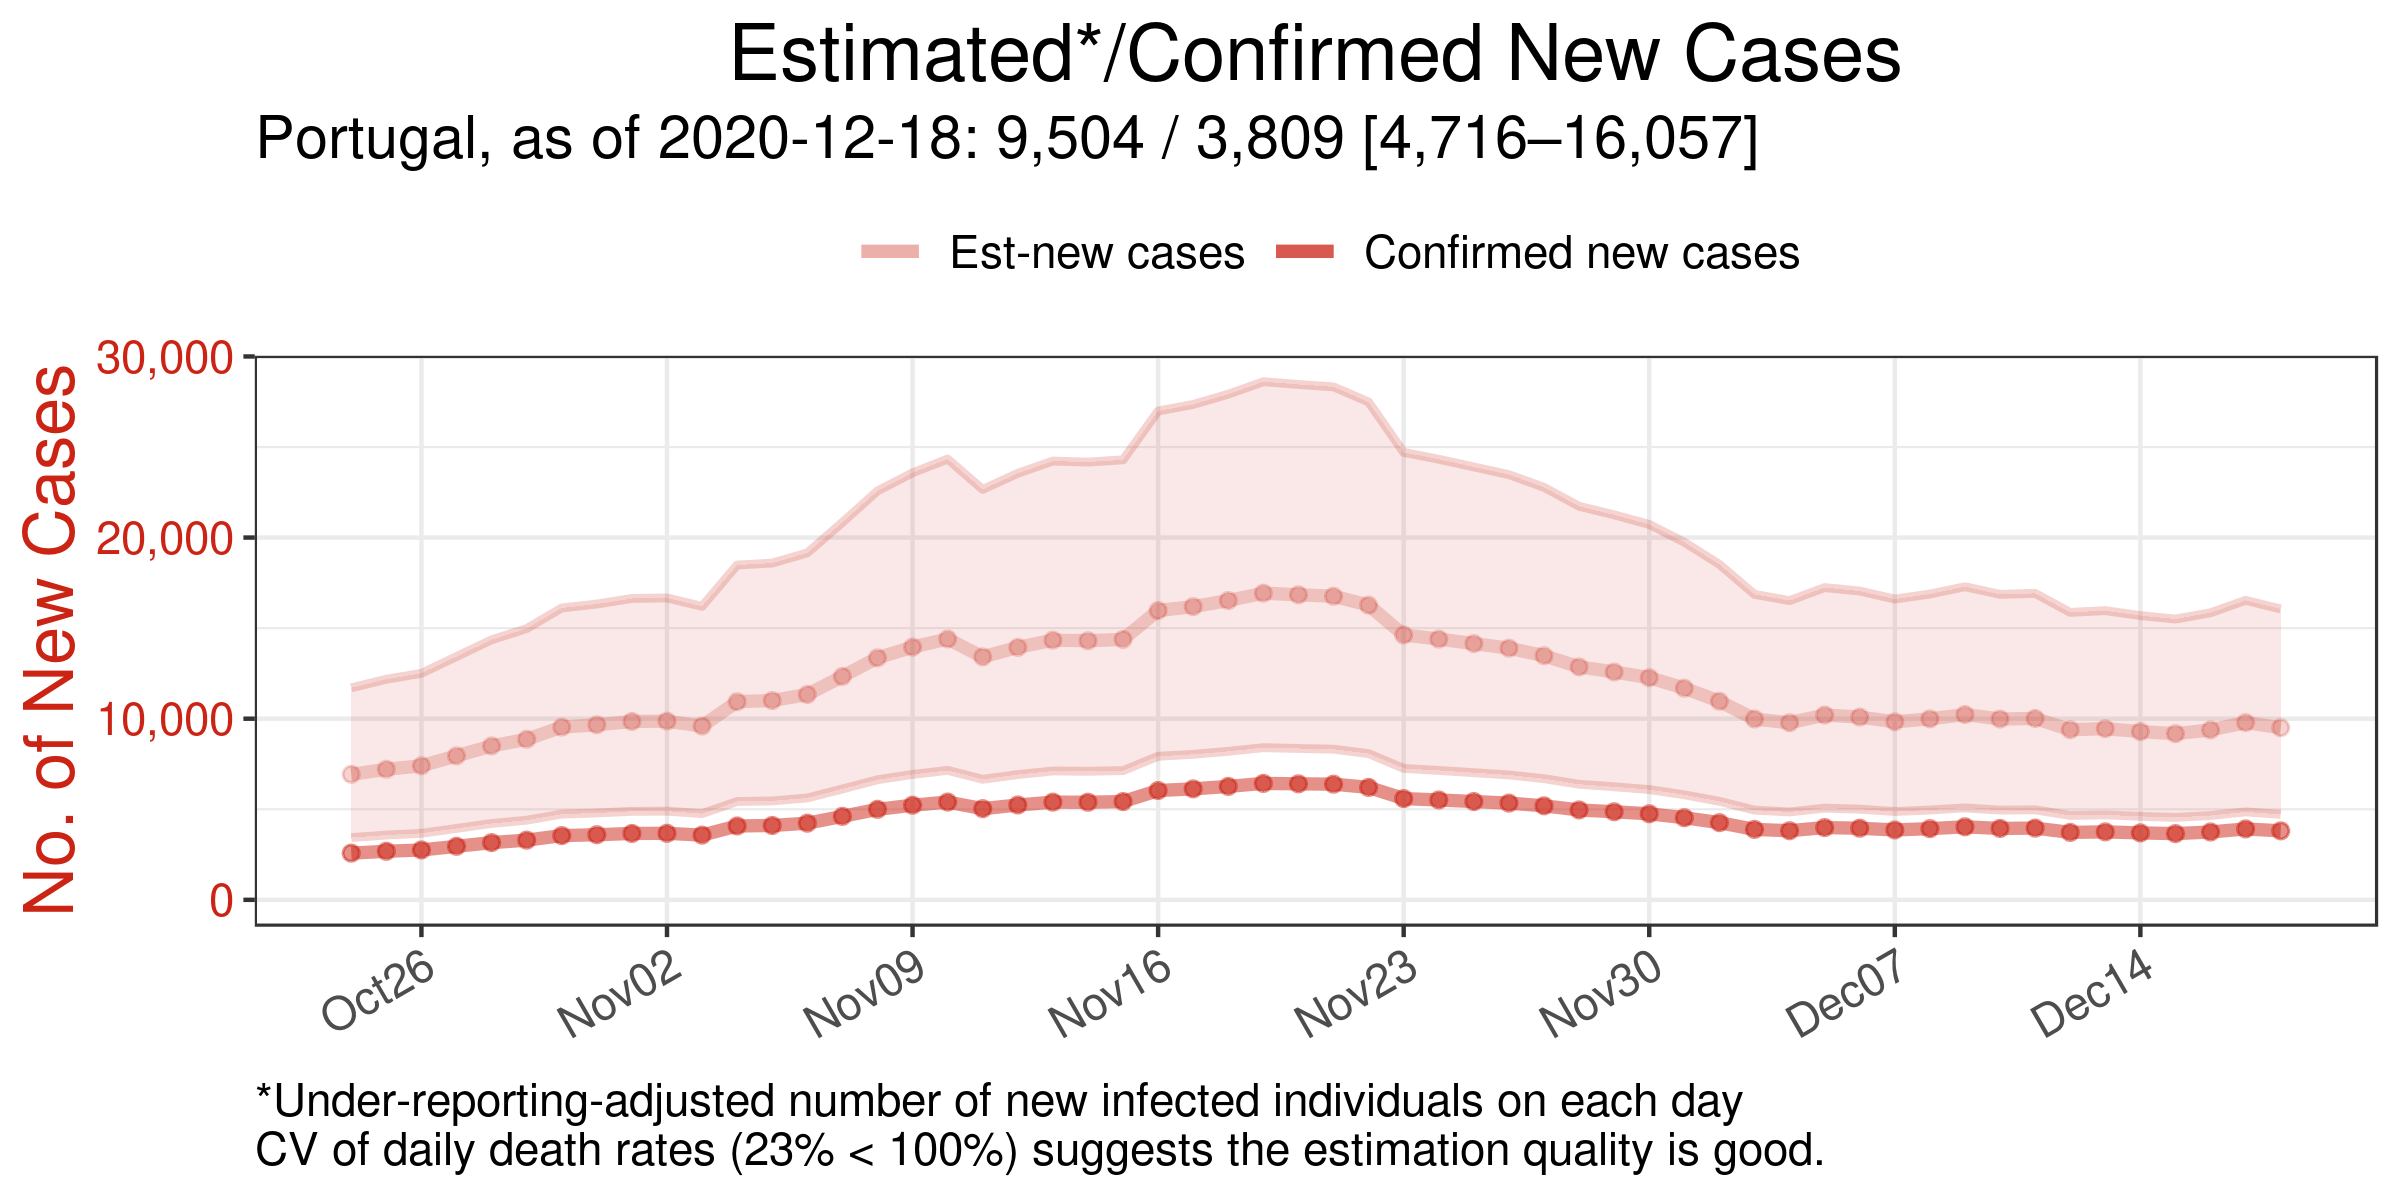 Estimated*/Confirmed New Cases
Portugal, as of 2020-12-18: 9,504 / 3,809 [4,716–16,057]
Est-new cases
Confirmed new cases
No. of New Cases
30,000
20,000
10,000
0
Oct26
Nov02
Nov09
Nov16
Nov23
Nov30
Dec07
Dec14
*Under-reporting-adjusted number of new infected individuals on each day
CV of daily death rates (23% < 100%) suggests the estimation quality is good.